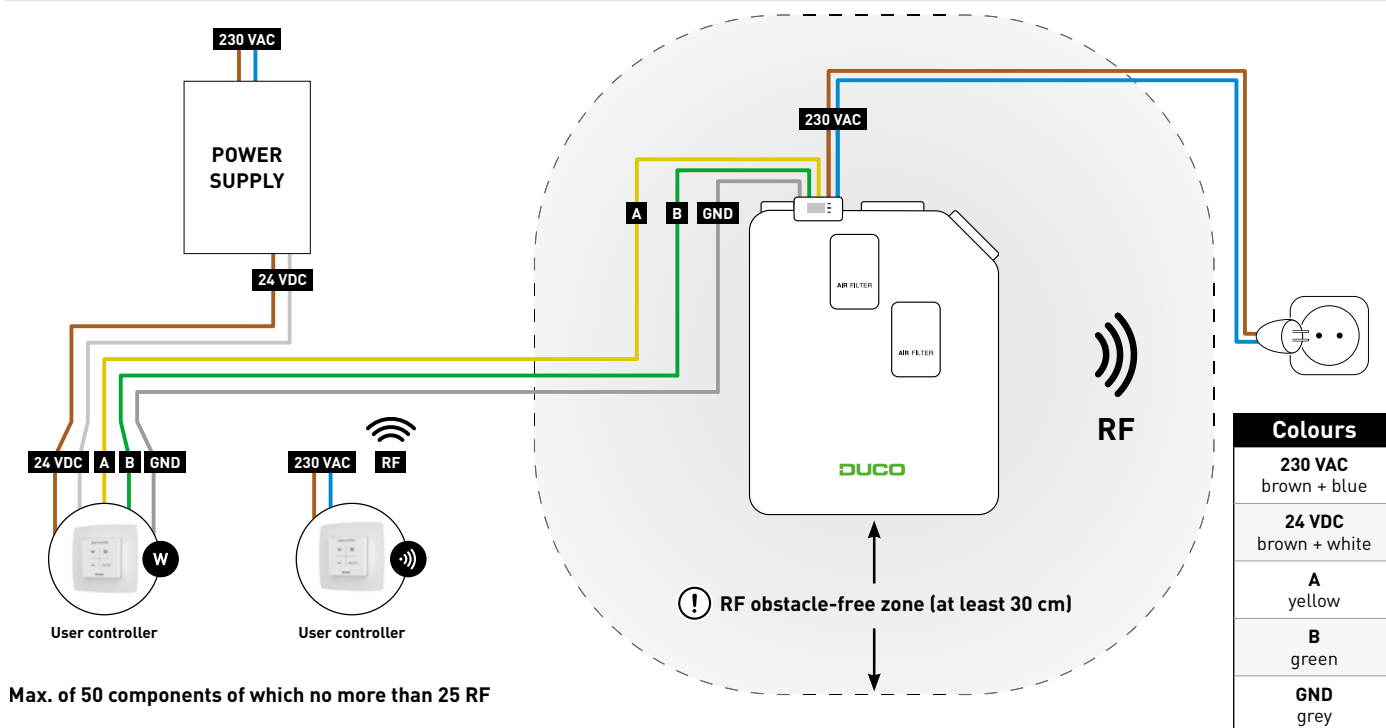 230 VAC
POWER
SUPPLY
24 VDC
24 VDC
A
B
GND
W
User controller
230 VAC
RF
User controller
Max. of 50 components of which no more than 25 RF
A
B
GND
230 VAC
AIR FILTER
AIR FILTER
DUCO
RF
! RF obstacle-free zone (at least 30 cm)
Colours
230 VAC
brown + blue
24 VDC
brown + white
A
yellow
B
green
GND
grey